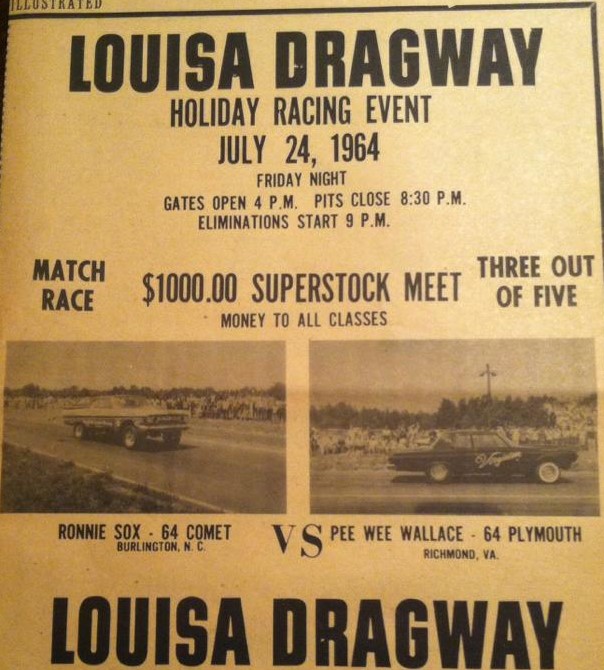 ILLUSTRATED
LOUISA DRAGWAY
HOLIDAY RACING EVENT
JULY 24, 1964
FRIDAY NIGHT
GATES OPEN 4 P.M. PITS CLOSE 8:30 P.M.
ELIMINATIONS START 9 P.M.
MATCH RACE
$1000.00 SUPERSTOCK MEET
THREE OUT OF FIVE
MONEY TO ALL CLASSES
Virginian
RONNIE SOX - 64 COMET
BURLINGTON, N. C.
VS
PEE WEE WALLACE - 64 PLYMOUTH
RICHMOND, VA.
LOUISA DRAGWAY